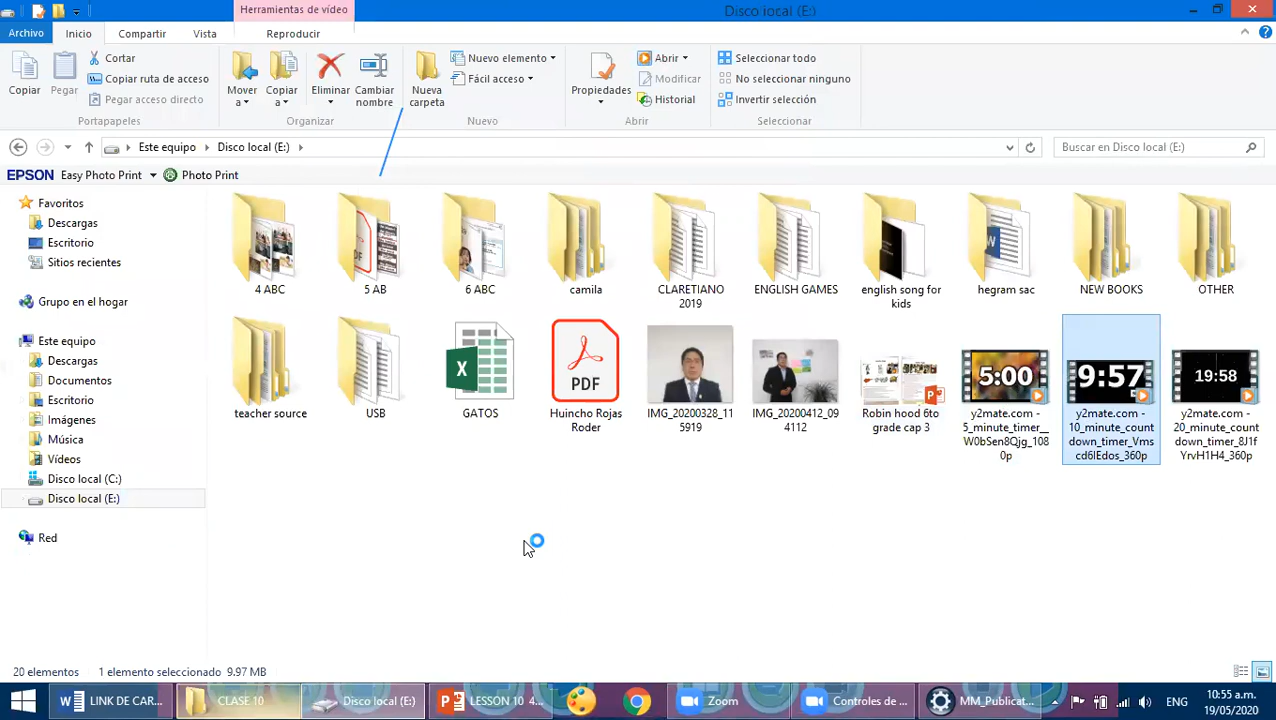 Herramientas de vídeo
Disco local (E:)
Archivo Inicio Compartir Vista Reproducir
Copiar
Pegar
Cortar
Copiar ruta de acceso
Pegar acceso directo
Portapapeles
Mover a
Copiar a
Eliminar
Cambiar nombre
Organizar
Nueva carpeta
Nuevo elemento
Fácil acceso
Nuevo
Propiedades
Abrir
Modificar
Historial
Abrir
Seleccionar todo
No seleccionar ninguno
Invertir selección
Seleccionar
Este equipo Disco local (E:)
Buscar en Disco local (E:)
EPSON Easy Photo Print Photo Print
Favoritos
Descargas
Escritorio
Sitios recientes
Grupo en el hogar
Este equipo
Descargas
Documentos
Escritorio
Imágenes
Música
Vídeos
Disco local (C:)
Disco local (E:)
Red
4 ABC
5 AB
6 ABC
camila
CLARETIANO 2019
ENGLISH GAMES
english song for kids
hegram sac
NEW BOOKS
OTHER
teacher source
USB
GATOS
PDF
Huincho Rojas Roder
IMG_20200328_115919
IMG_20200412_094112
Robin hood 6to grade cap 3
5:00
y2mate.com - 5_minute_timer__W0bSen8Qjg_1080p
9:57
y2mate.com - 10_minute_countdown_timer_Vmscd6lEdos_360p
19:58
y2mate.com - 20_minute_countdown_timer_8J1fYrvH1H4_360p
20 elementos 1 elemento seleccionado 9.97 MB
LINK DE CAR...
CLASE 10
Disco local (E:)
LESSON 10 4...
Zoom
Controles de ...
MM_Publicat...
ENG
10:55 a.m.
19/05/2020